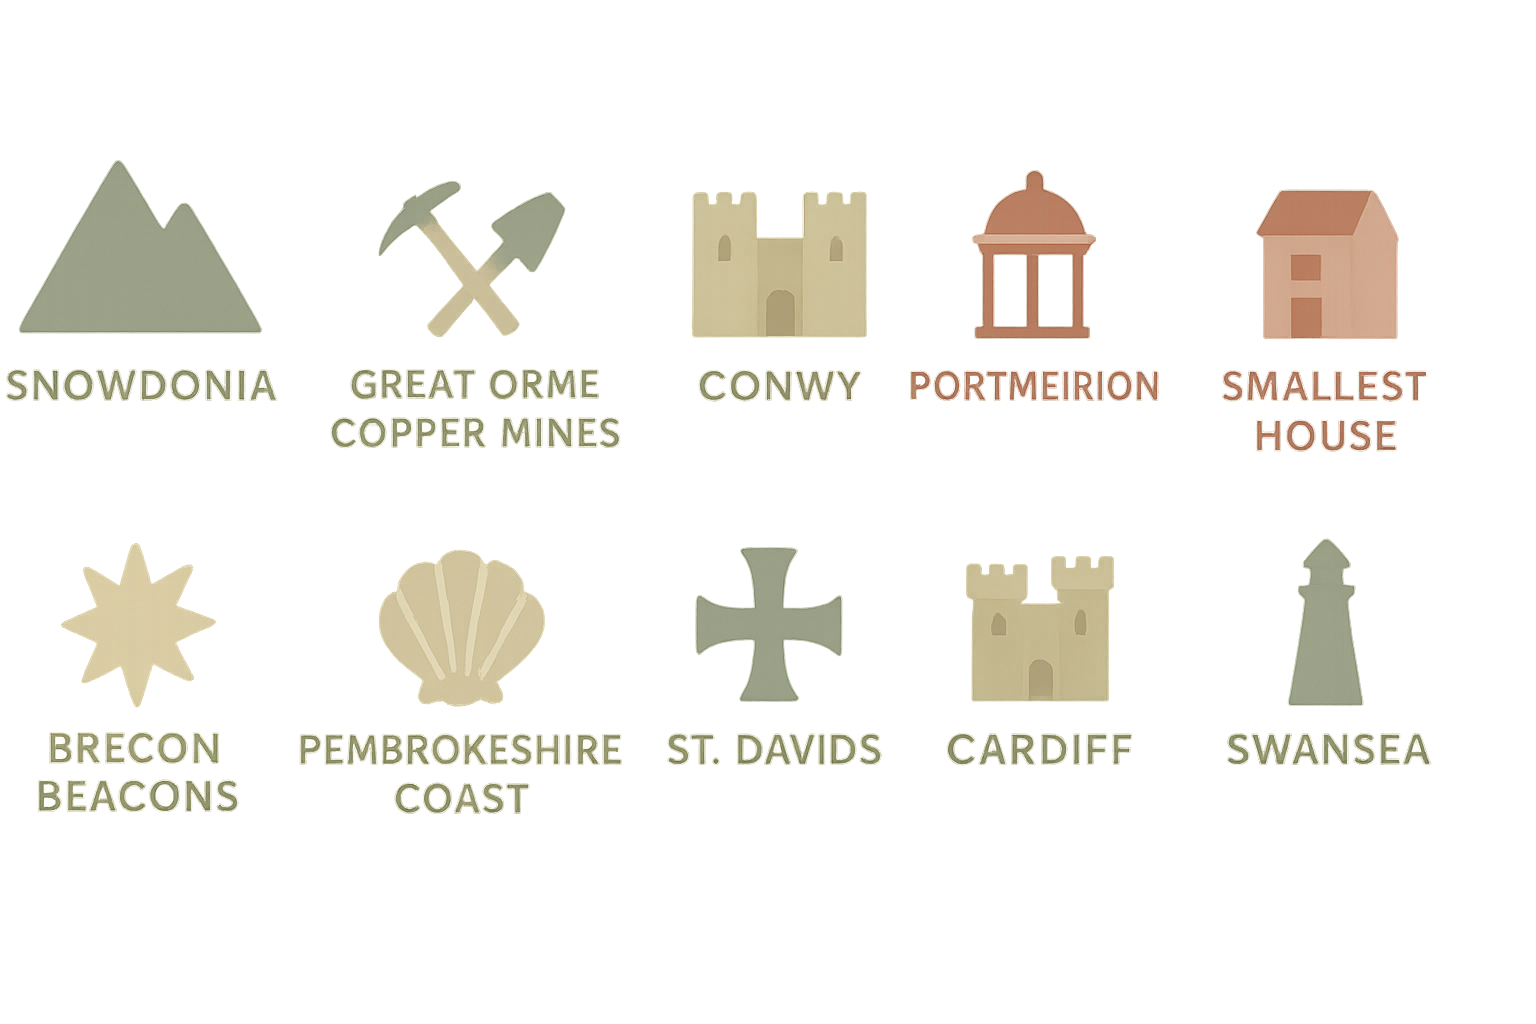 SNOWDONIA
GREAT ORME
COPPER MINES
CONWY
PORTMEIRION
SMALLEST
HOUSE
BRECON
BEACONS
PEMBROKESHIRE
COAST
ST. DAVIDS
CARDIFF
SWANSEA